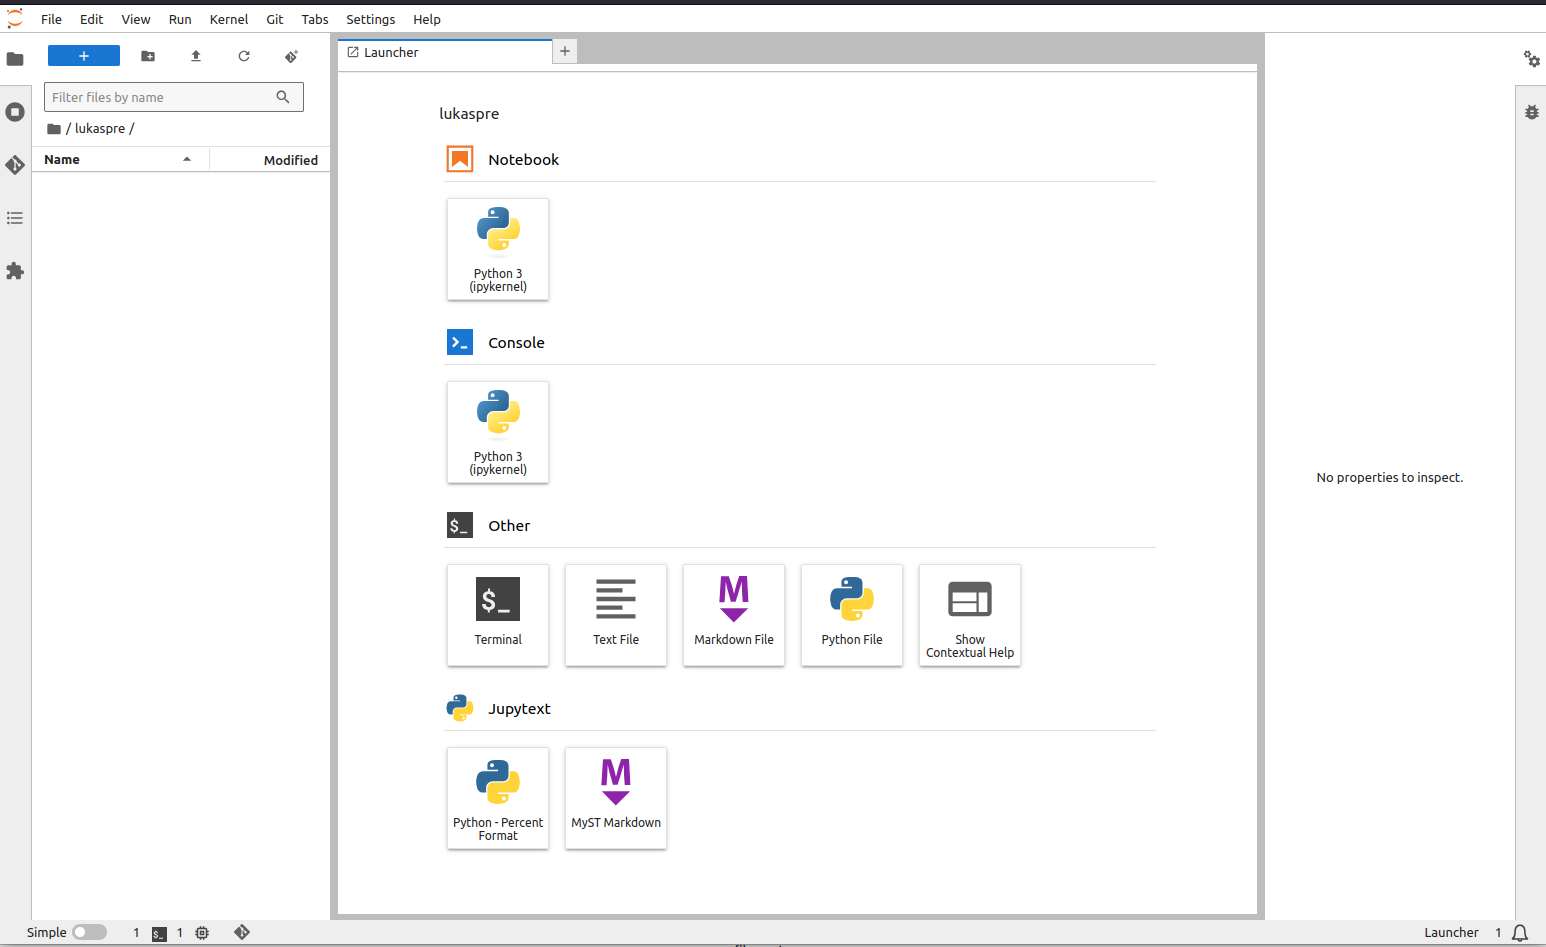 File Edit View Run Kernel Git Tabs Settings Help
+
Filter files by name
/ lukaspre /
Name Modified
Launcher +
lukaspre
Notebook
Python 3
(ipykernel)
Console
Python 3
(ipykernel)
$_ Other
$_
Terminal
Text File
M
Markdown File
Python File
Show
Contextual Help
Jupytext
Python - Percent
Format
M
MyST Markdown
No properties to inspect.
Simple 1 $_ 1
Launcher 1